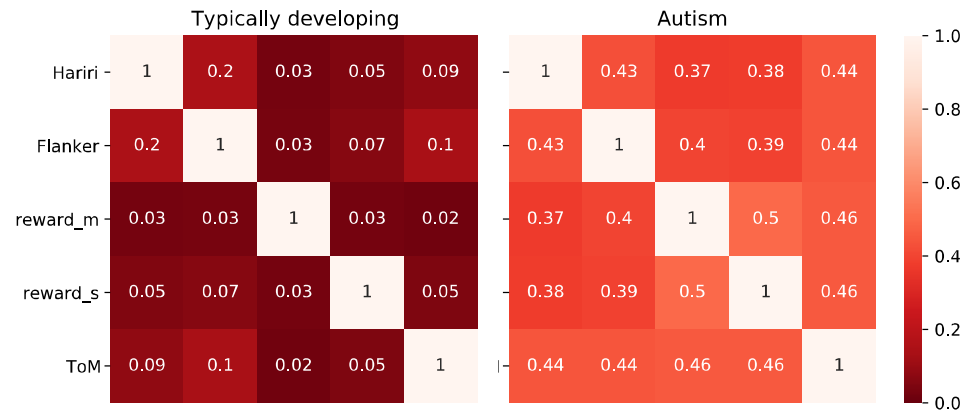 Typically developing Autism
Hariri 1 0.2 0.03 0.05 0.09 1 0.43 0.37 0.38 0.44 1.0
Flanker 0.2 1 0.03 0.07 0.1 0.43 1 0.4 0.39 0.44 0.8
reward_m 0.03 0.03 1 0.03 0.02 0.37 0.4 1 0.5 0.46 0.6
reward_s 0.05 0.07 0.03 1 0.05 0.38 0.39 0.5 1 0.46 0.4
0.2
ToM 0.09 0.1 0.02 0.05 1 0.44 0.44 0.46 0.46 1
0.0